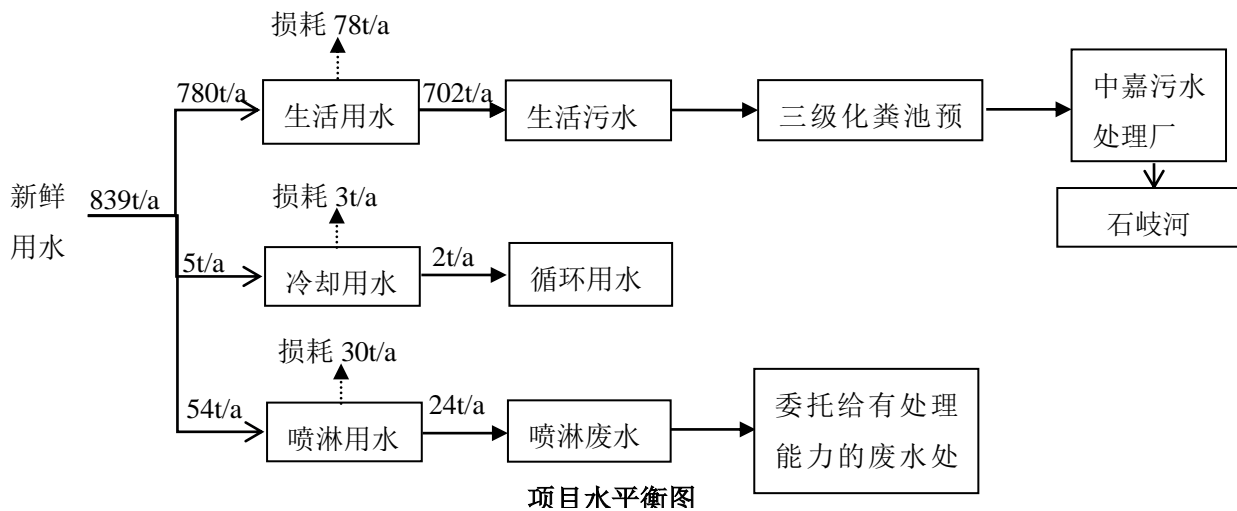 损耗 78t/a
780t/a
生活用水
702t/a
生活污水
三级化粪池预
中嘉污水
处理厂
新鲜
用水
839t/a
损耗 3t/a
石岐河
5t/a
冷却用水
2t/a
循环用水
损耗 30t/a
54t/a
喷淋用水
24t/a
喷淋废水
委托给有处理
能力的废水处
项目水平衡图